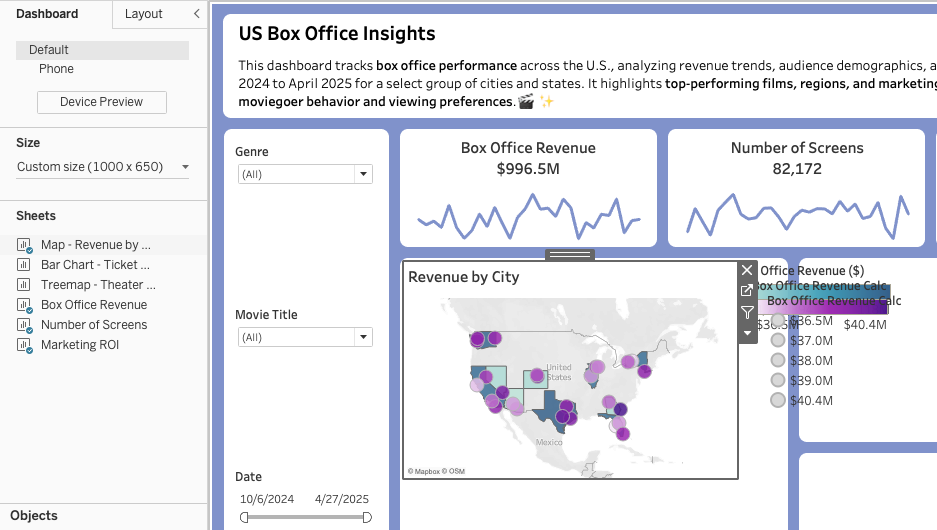 Dashboard
Layout
Default
Phone
Device Preview
Size
Custom size (1000 x 650)
Sheets
Map - Revenue by ...
Bar Chart - Ticket ...
Treemap - Theater ...
Box Office Revenue
Number of Screens
Marketing ROI
Objects
US Box Office Insights
This dashboard tracks box office performance across the U.S., analyzing revenue trends, audience demographics, a
2024 to April 2025 for a select group of cities and states. It highlights top-performing films, regions, and marketing
moviegoer behavior and viewing preferences.🎬 ✨
Genre
(All)
Movie Title
(All)
Date
10/6/2024 4/27/2025
Box Office Revenue
$996.5M
Number of Screens
82,172
Revenue by City
United
States
Mexico
© Mapbox © OSM
Office Revenue ($)
Box Office Revenue Calc
Box Office Revenue Calc
$40.4M
$36.5M
$37.0M
$38.0M
$39.0M
$40.4M